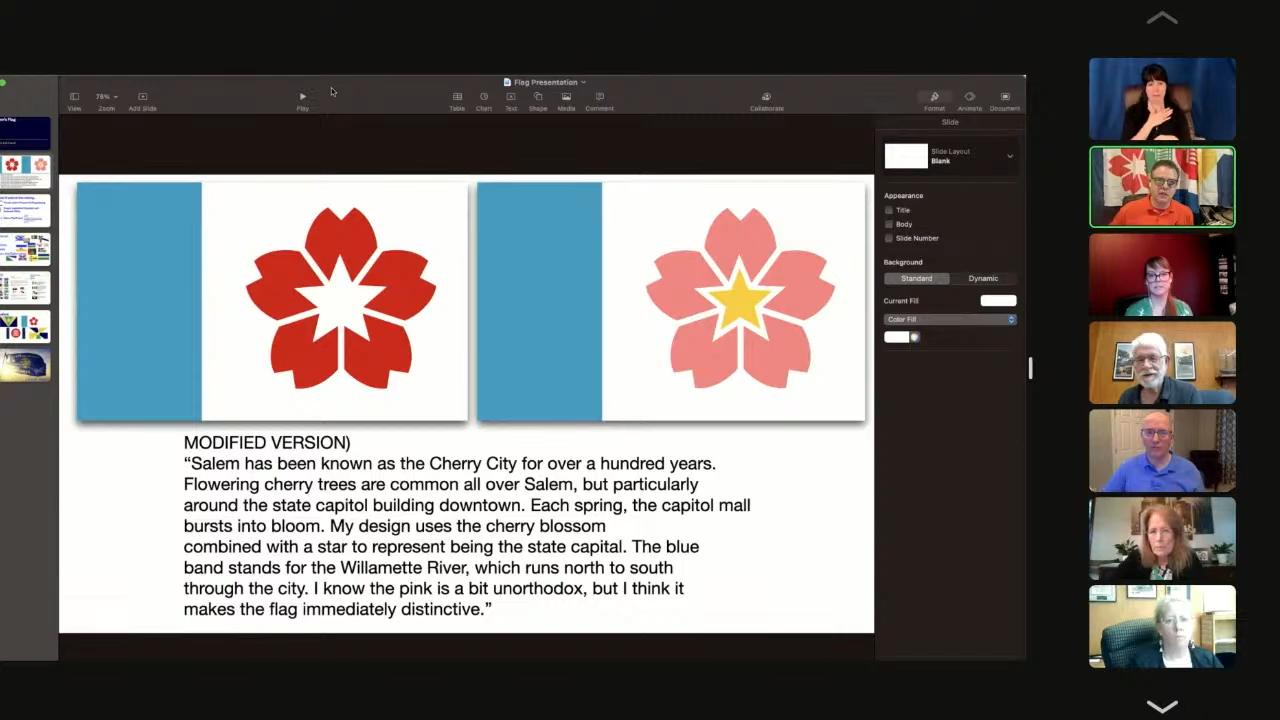 Flag Presentation
78%
View
Zoom
Add Slide
Play
Table
Chart
Text
Shape
Media
Comment
Collaborate
Format
Animate
Document
Slide
Slide Layout
Blank
Appearance
Title
Body
Slide Number
Background
Standard
Dynamic
Current Fill
Color Fill
MODIFIED VERSION)
“Salem has been known as the Cherry City for over a hundred years.
Flowering cherry trees are common all over Salem, but particularly
around the state capitol building downtown. Each spring, the capitol mall
bursts into bloom. My design uses the cherry blossom
combined with a star to represent being the state capital. The blue
band stands for the Willamette River, which runs north to south
through the city. I know the pink is a bit unorthodox, but I think it
makes the flag immediately distinctive.”